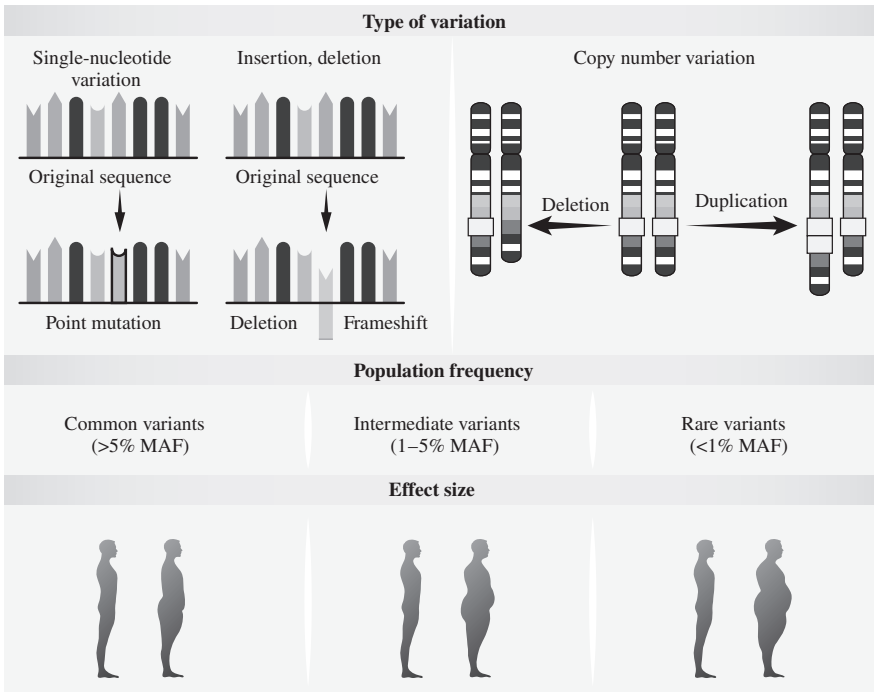 Type of variation
Single-nucleotide
variation
Insertion, deletion
Copy number variation
Original sequence
Original sequence
Deletion
Duplication
Point mutation
Deletion
Frameshift
Population frequency
Common variants
(>5% MAF)
Intermediate variants
(1–5% MAF)
Rare variants
(<1% MAF)
Effect size